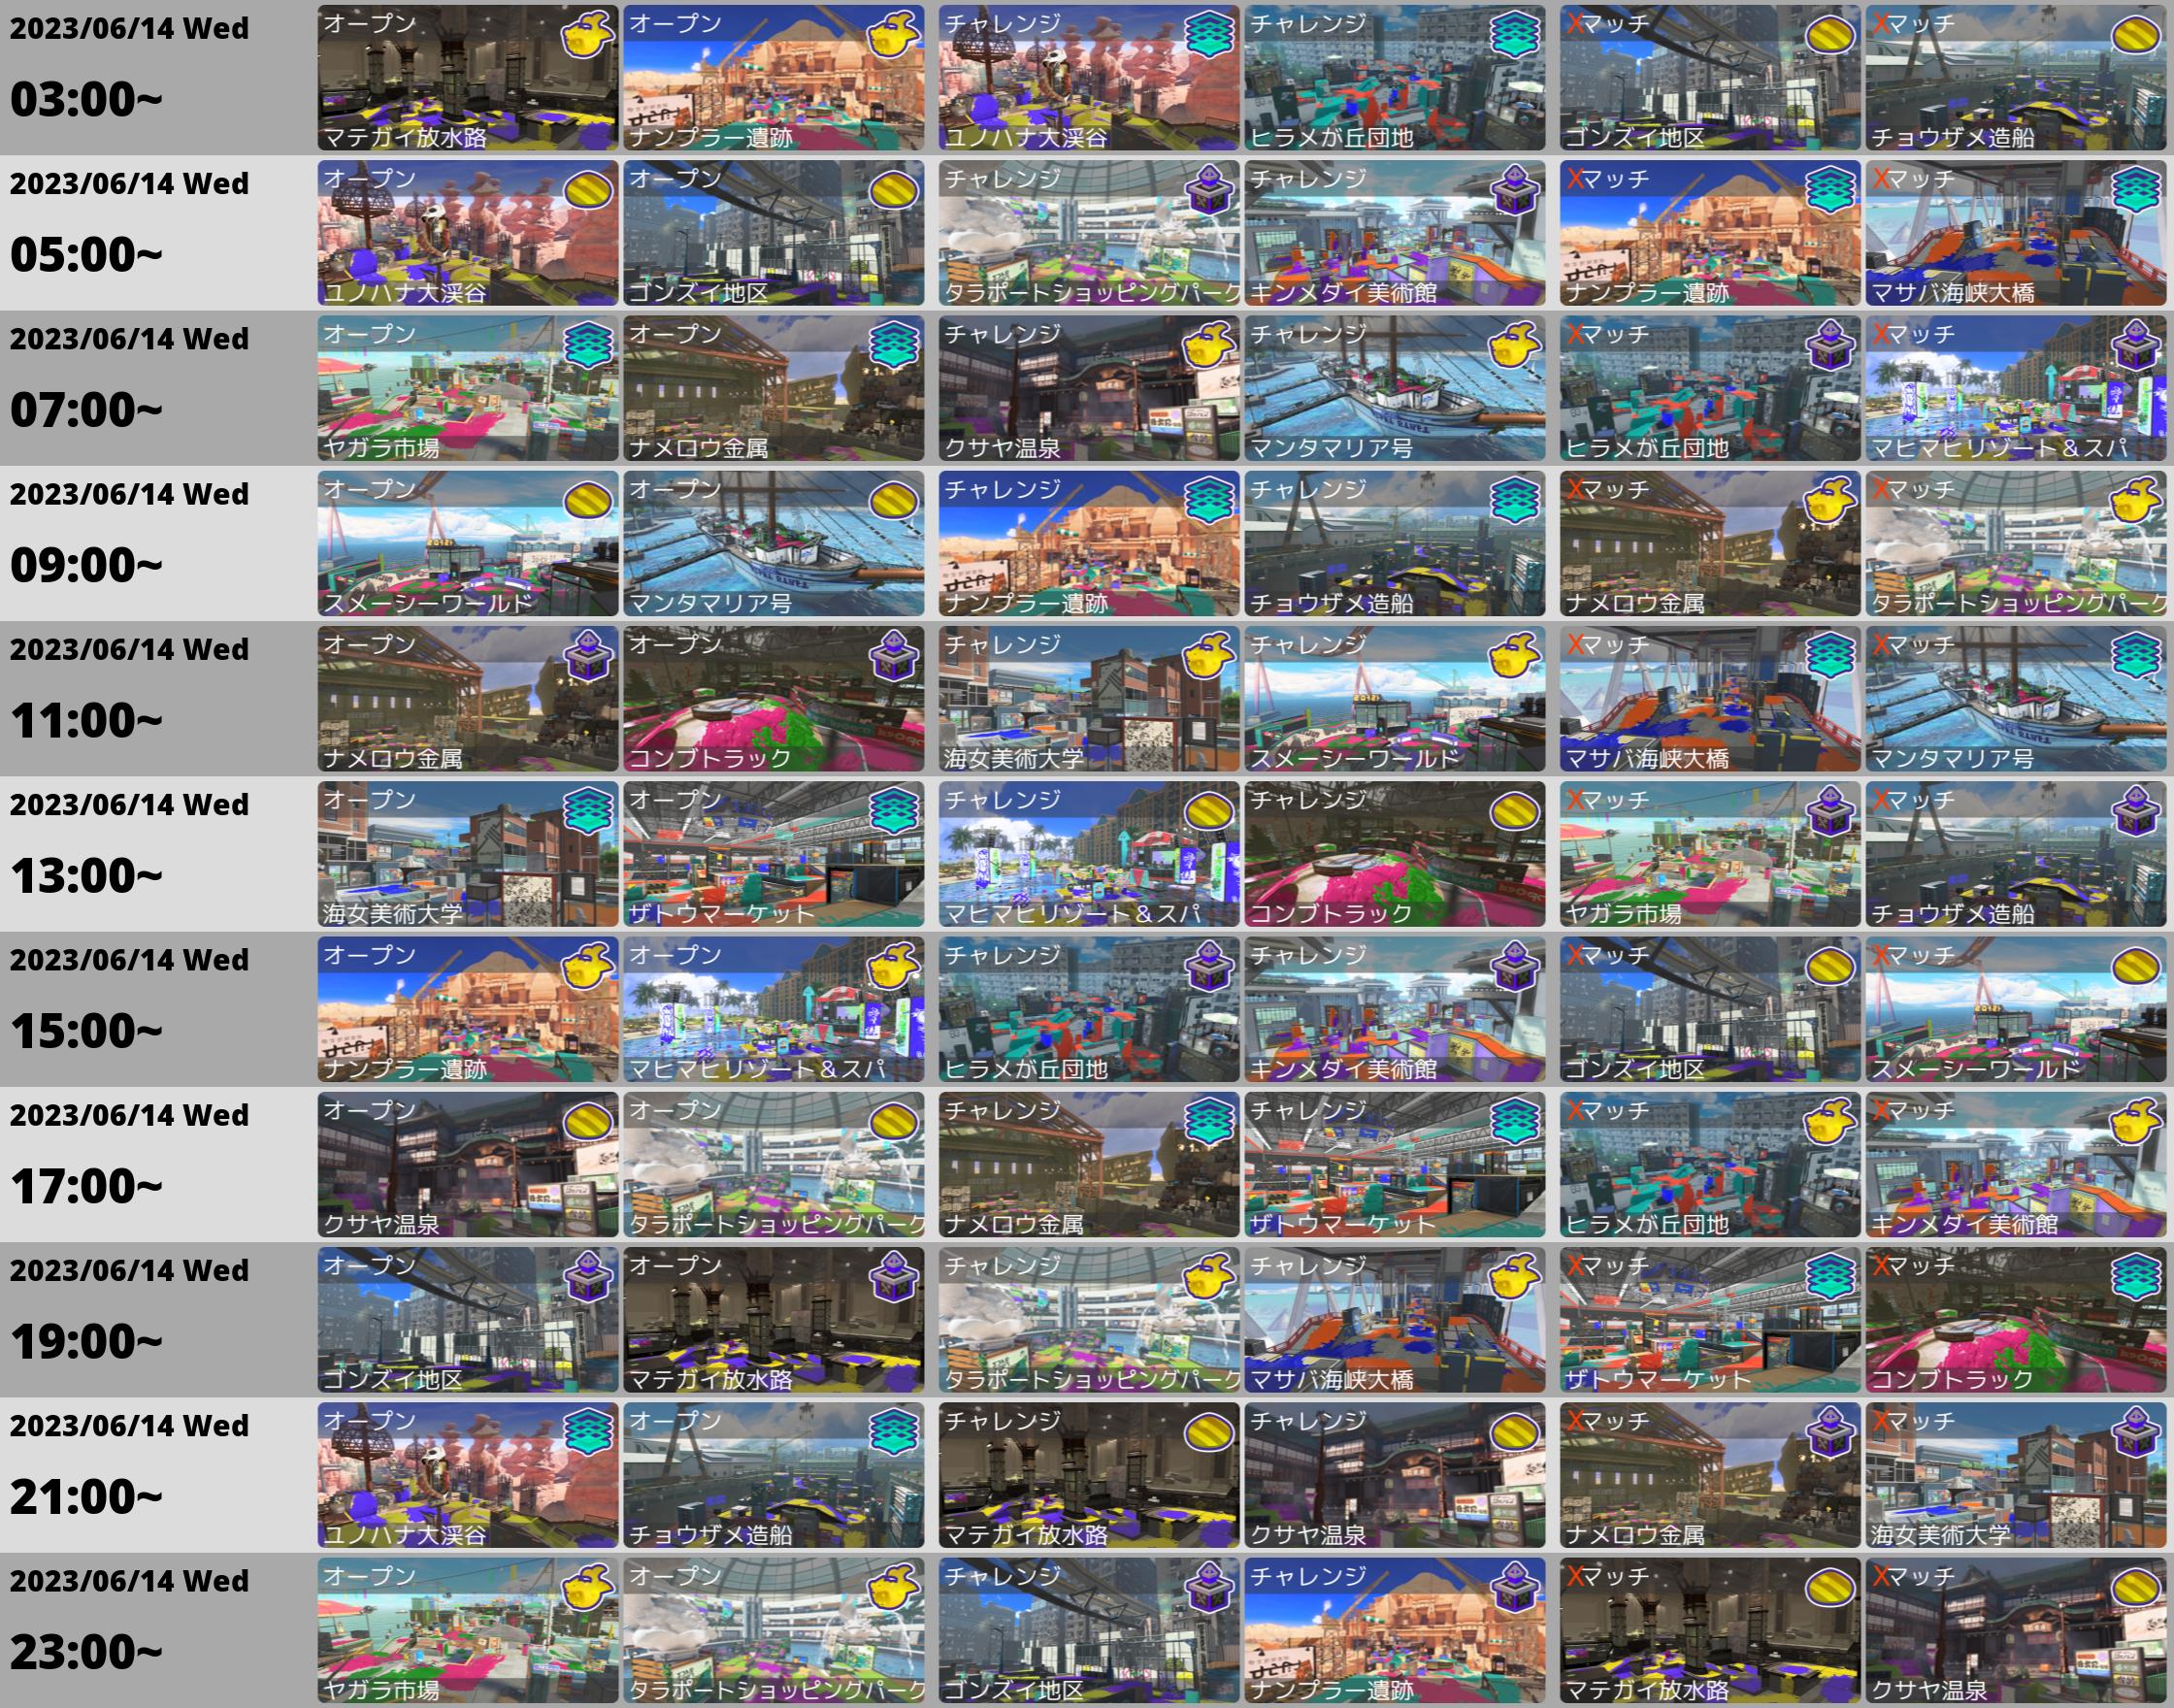 2023/06/14 Wed
03:00~
オープン
マテガイ放水路
オープン
ナンプラー遺跡
チャレンジ
ユノハナ大渓谷
チャレンジ
ヒラメが丘団地
Xマッチ
ゴンズイ地区
Xマッチ
チョウザメ造船
2023/06/14 Wed
05:00~
オープン
ユノハナ大渓谷
オープン
ゴンズイ地区
チャレンジ
タラポートショッピングパーク
チャレンジ
キンメダイ美術館
Xマッチ
ナンプラー遺跡
Xマッチ
マサバ海峡大橋
2023/06/14 Wed
07:00~
オープン
ヤガラ市場
オープン
ナメロウ金属
チャレンジ
クサヤ温泉
チャレンジ
マンタマリア号
Xマッチ
ヒラメが丘団地
Xマッチ
マヒマヒリゾート＆スパ
2023/06/14 Wed
09:00~
オープン
スメーシーワールド
オープン
マンタマリア号
チャレンジ
ナンプラー遺跡
チャレンジ
チョウザメ造船
Xマッチ
ナメロウ金属
Xマッチ
タラポートショッピングパーク
2023/06/14 Wed
11:00~
オープン
ナメロウ金属
オープン
コンブトラック
チャレンジ
海女美術大学
チャレンジ
スメーシーワールド
Xマッチ
マサバ海峡大橋
Xマッチ
マンタマリア号
2023/06/14 Wed
13:00~
オープン
海女美術大学
オープン
ザトウマーケット
チャレンジ
マヒマヒリゾート＆スパ
チャレンジ
コンブトラック
Xマッチ
ヤガラ市場
Xマッチ
チョウザメ造船
2023/06/14 Wed
15:00~
オープン
ナンプラー遺跡
オープン
マヒマヒリゾート＆スパ
チャレンジ
ヒラメが丘団地
チャレンジ
キンメダイ美術館
Xマッチ
ゴンズイ地区
Xマッチ
スメーシーワールド
2023/06/14 Wed
17:00~
オープン
クサヤ温泉
オープン
タラポートショッピングパーク
チャレンジ
ナメロウ金属
チャレンジ
ザトウマーケット
Xマッチ
ヒラメが丘団地
Xマッチ
キンメダイ美術館
2023/06/14 Wed
19:00~
オープン
ゴンズイ地区
オープン
マテガイ放水路
チャレンジ
タラポートショッピングパーク
チャレンジ
マサバ海峡大橋
Xマッチ
ザトウマーケット
Xマッチ
コンブトラック
2023/06/14 Wed
21:00~
オープン
ユノハナ大渓谷
オープン
チョウザメ造船
チャレンジ
マテガイ放水路
チャレンジ
クサヤ温泉
Xマッチ
ナメロウ金属
Xマッチ
海女美術大学
2023/06/14 Wed
23:00~
オープン
ヤガラ市場
オープン
タラポートショッピングパーク
チャレンジ
ゴンズイ地区
チャレンジ
ナンプラー遺跡
Xマッチ
マテガイ放水路
Xマッチ
クサヤ温泉